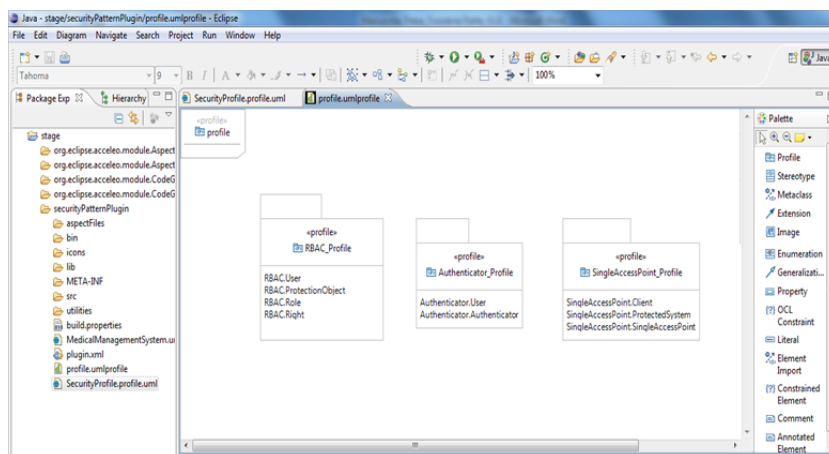 Java - stage/securityPatternPlugin/profile.umlprofile - Eclipse
File Edit Diagram Navigate Search Project Run Window Help
Tahoma 9 B I A 100% Java
Package Exp Hierarchy
SecurityProfile.profile.uml profile.umlprofile
stage
org.eclipse.acceleo.module.Aspect
org.eclipse.acceleo.module.Aspect
org.eclipse.acceleo.module.CodeG
org.eclipse.acceleo.module.CodeG
securityPatternPlugin
aspectFiles
bin
icons
lib
META-INF
src
utilities
build.properties
MedicalManagementSystem.u
plugin.xml
profile.umlprofile
SecurityProfile.profile.uml
«profile»
profile
«profile»
RBAC_Profile
RBAC.User
RBAC.ProtectionObject
RBAC.Role
RBAC.Right
«profile»
Authenticator_Profile
Authenticator.User
Authenticator.Authenticator
«profile»
SingleAccessPoint_Profile
SingleAccessPoint.Client
SingleAccessPoint.ProtectedSystem
SingleAccessPoint.SingleAccessPoint
Palette
Profile
Stereotype
Metaclass
Extension
Image
Enumeration
Generalizati...
Property
OCL
Constraint
Literal
Element
Import
Constrained
Element
Comment
Annotated
Element